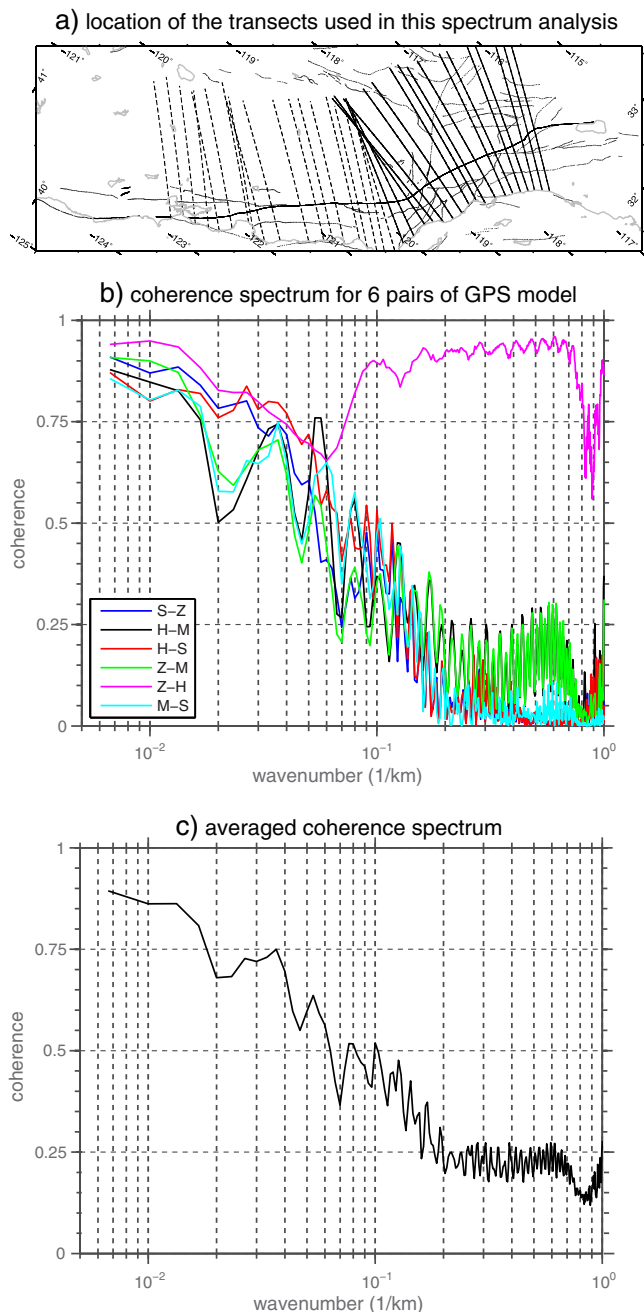 a) location of the transects used in this spectrum analysis
-121° -120° -119° -118° -117° -116° -115°
41° 33°
40° 32°
-125° -124° -123° -122 -121 -120° -119° -118° -117°
b) coherence spectrum for 6 pairs of GPS model
1
0.75
0.5
0.25
0
coherence
S–Z
H–M
H–S
Z–M
Z–H
M–S
10⁻² 10⁻¹ 10⁰
wavenumber (1/km)
c) averaged coherence spectrum
1
0.75
0.5
0.25
0
coherence
10⁻² 10⁻¹ 10⁰
wavenumber (1/km)